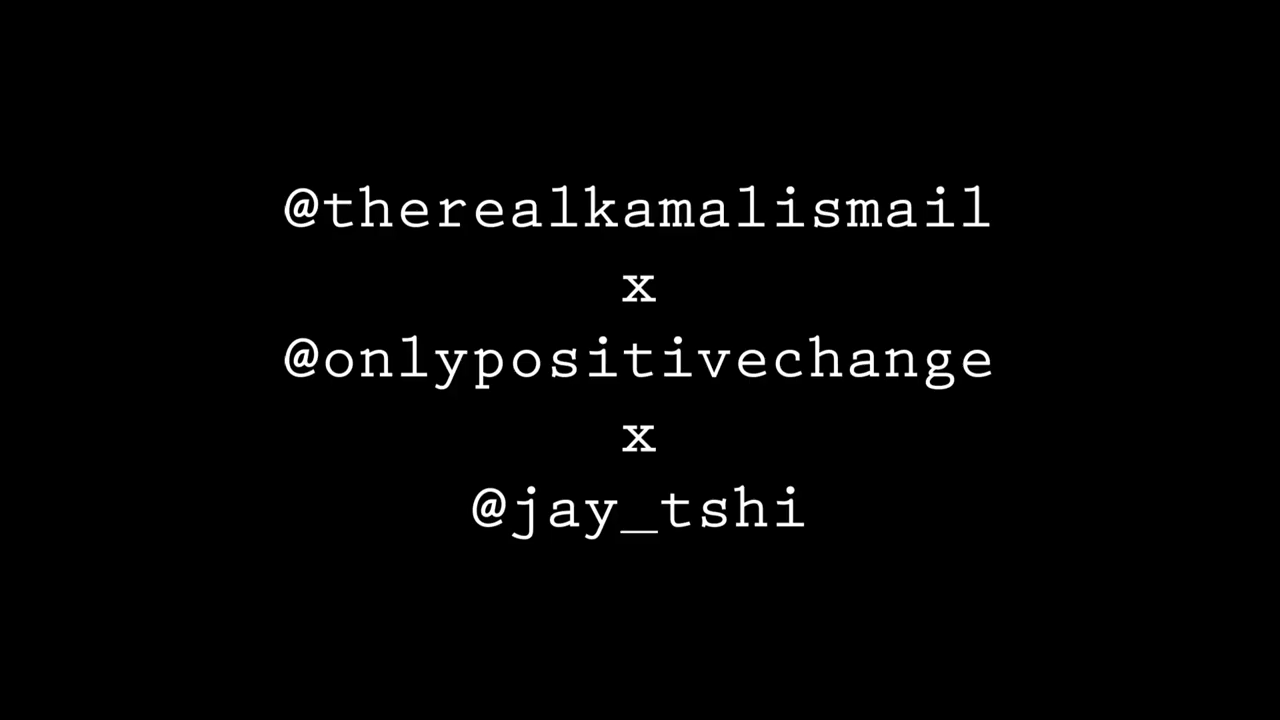 @therealkamalismail
x
@onlypositivechange
x
@jay_tshi